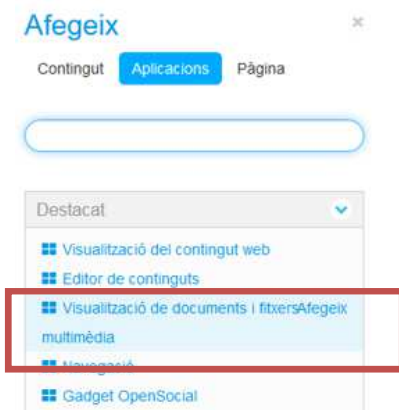 Afegeix ×
Contingut Aplicacions Pàgina
Destacat
Visualització del contingut web
Editor de continguts
Visualització de documents i fitxersAfegeix
multimèdia
Navegació
Gadget OpenSocial